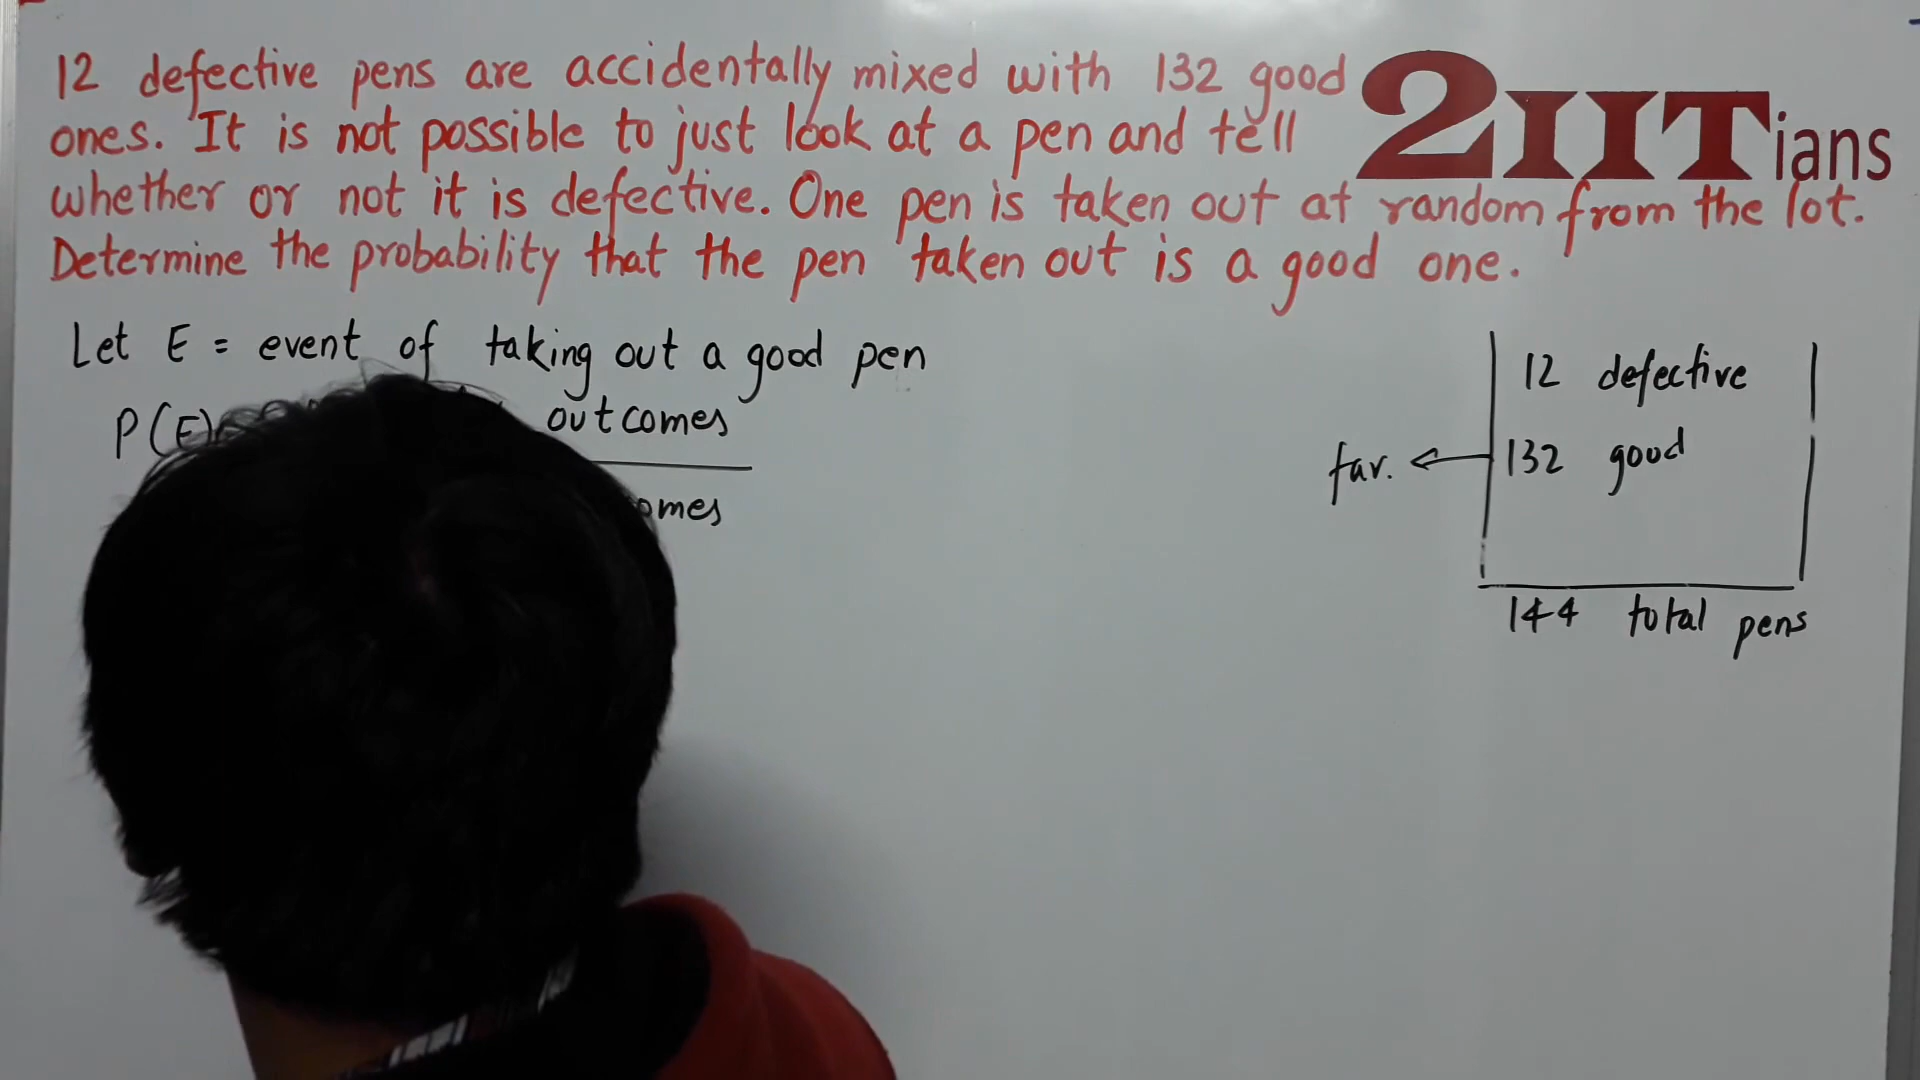 12 defective pens are accidentally mixed with 132 good
ones. It is not possible to just look at a pen and tell
whether or not it is defective. One pen is taken out at random from the lot.
Determine the probability that the pen taken out is a good one.
2IITians
Let E = event of taking out a good pen
P(E)
outcomes
omes
12 defective
fav. ← 132 good
144 total pens